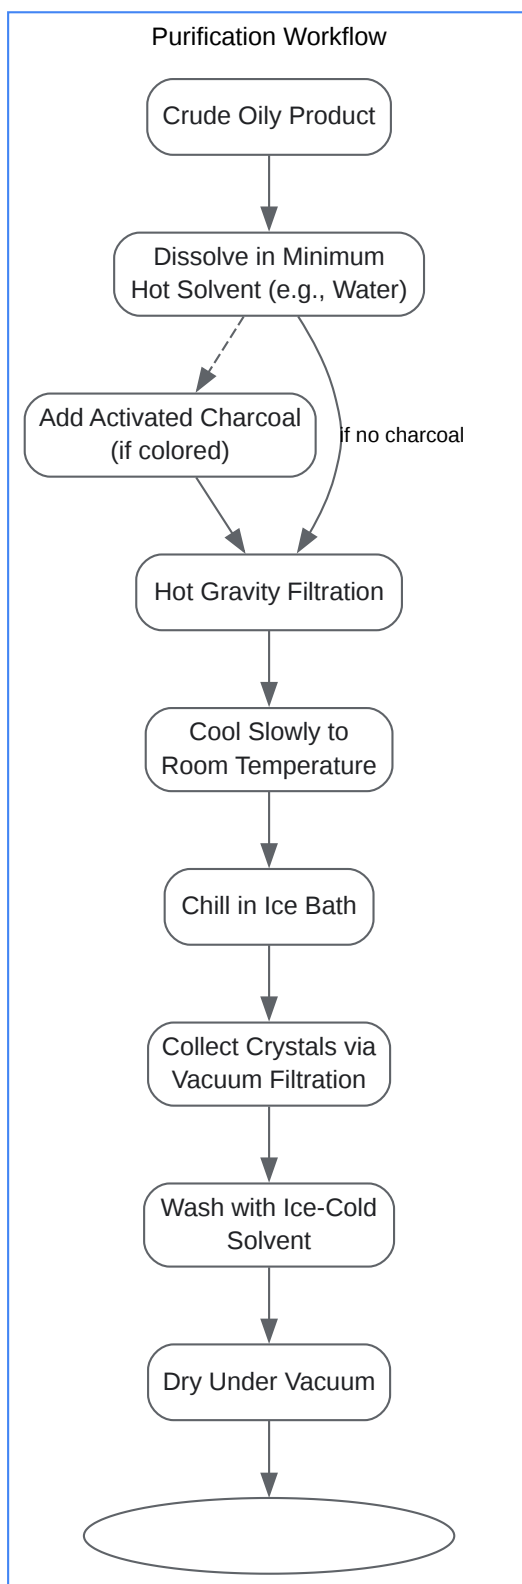 Purification Workflow
Crude Oily Product
Dissolve in Minimum
Hot Solvent (e.g., Water)
Add Activated Charcoal
(if colored)
if no charcoal
Hot Gravity Filtration
Cool Slowly to
Room Temperature
Chill in Ice Bath
Collect Crystals via
Vacuum Filtration
Wash with Ice-Cold
Solvent
Dry Under Vacuum